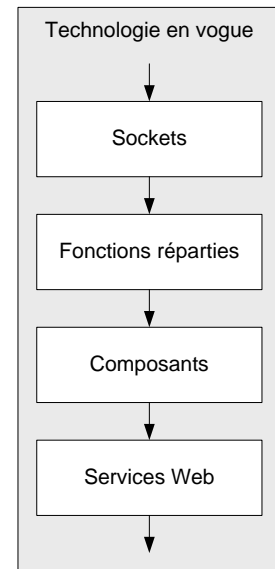 Technologie en vogue
Sockets
Fonctions réparties
Composants
Services Web